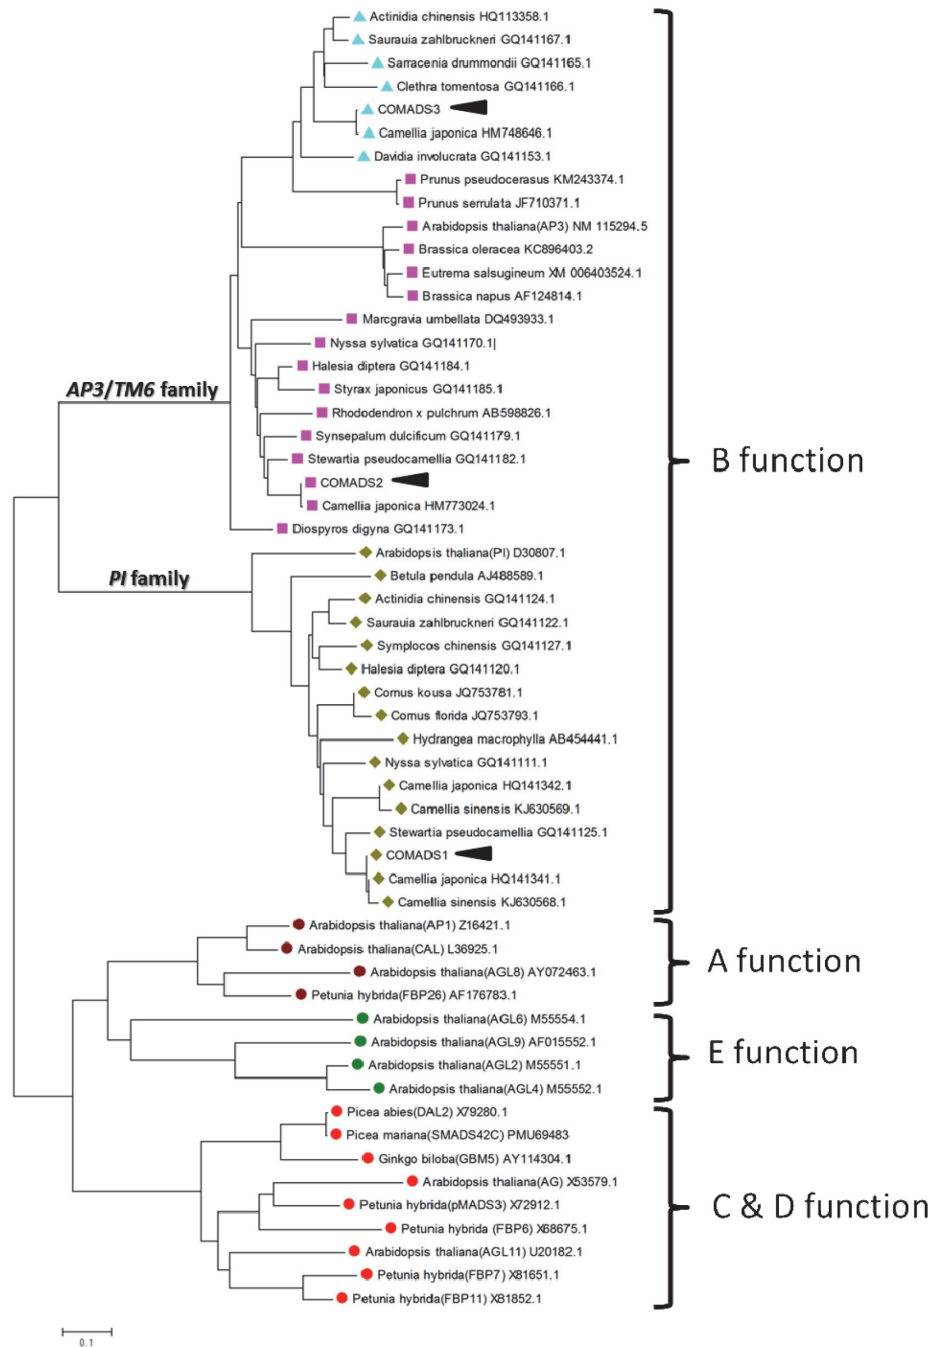 Actinidia chinensis HQ113358.1
Saurauia zahlbruckneri GQ141167.1
Sarracenia drummondii GQ141165.1
Clethra tomentosa GQ141166.1
COMADS3
Camellia japonica HM748646.1
Davidia involucrata GQ141153.1
Prunus pseudocerasus KM243374.1
Prunus serrulata JF710371.1
Arabidopsis thaliana(AP3) NM 115294.5
Brassica oleracea KC896403.2
Eutrema salsugineum XM 006403524.1
Brassica napus AF124814.1
Marcgravia umbellata DQ493933.1
Nyssa sylvatica GQ141170.1|
Halesia diptera GQ141184.1
AP3/TM6 family
Styrax japonicus GQ141185.1
Rhododendron x pulchrum AB598826.1
Synsepalum dulcificum GQ141179.1
Stewartia pseudocamellia GQ141182.1
B function
COMADS2
Camellia japonica HM773024.1
Diospyros digyna GQ141173.1
Arabidopsis thaliana(PI) D30807.1
PI family
Betula pendula AJ488589.1
Actinidia chinensis GQ141124.1
Saurauia zahlbruckneri GQ141122.1
Symplocos chinensis GQ141127.1
Halesia diptera GQ141120.1
Cornus kousa JQ753781.1
Cornus florida JQ753793.1
Hydrangea macrophylla AB454441.1
Nyssa sylvatica GQ141111.1
Camellia japonica HQ141342.1
Camellia sinensis KJ630569.1
Stewartia pseudocamellia GQ141125.1
COMADS1
Camellia japonica HQ141341.1
Camellia sinensis KJ630568.1
Arabidopsis thaliana(AP1) Z16421.1
Arabidopsis thaliana(CAL) L36925.1
A function
Arabidopsis thaliana(AGL8) AY072463.1
Petunia hybrida(FBP26) AF176783.1
Arabidopsis thaliana(AGL6) M55554.1
Arabidopsis thaliana(AGL9) AF015552.1
E function
Arabidopsis thaliana(AGL2) M55551.1
Arabidopsis thaliana(AGL4) M55552.1
Picea abies(DAL2) X79280.1
Picea mariana(SMADS42C) PMU69483
Ginkgo biloba(GBM5) AY114304.1
Arabidopsis thaliana(AG) X53579.1
Petunia hybrida(pMADS3) X72912.1
C & D function
Petunia hybrida (FBP6) X68675.1
Arabidopsis thaliana(AGL11) U20182.1
Petunia hybrida(FBP7) X81651.1
Petunia hybrida(FBP11) X81852.1
0.1